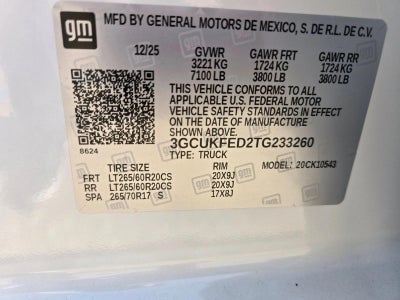 gm
MFD BY GENERAL MOTORS DE MEXICO, S. DE R.L. DE C.V.
12/25 GVWR GAWR FRT GAWR RR
3221 KG 1724 KG 1724 KG
7100 LB 3800 LB 3800 LB
THIS VEHICLE CONFORMS TO ALL
APPLICABLE U.S. FEDERAL MOTOR
VEHICLE SAFETY STANDARDS IN EFFECT
ON THE DATE OF MANUFACTURE
SHOWN ABOVE.
8624
3GCUKFED2TG233260
TYPE: TRUCK MODEL: 20CK10543
TIRE SIZE RIM
FRT LT265/60R20CS 20X9J
RR LT265/60R20CS 20X9J
SPA 265/70R17 S 17X8J